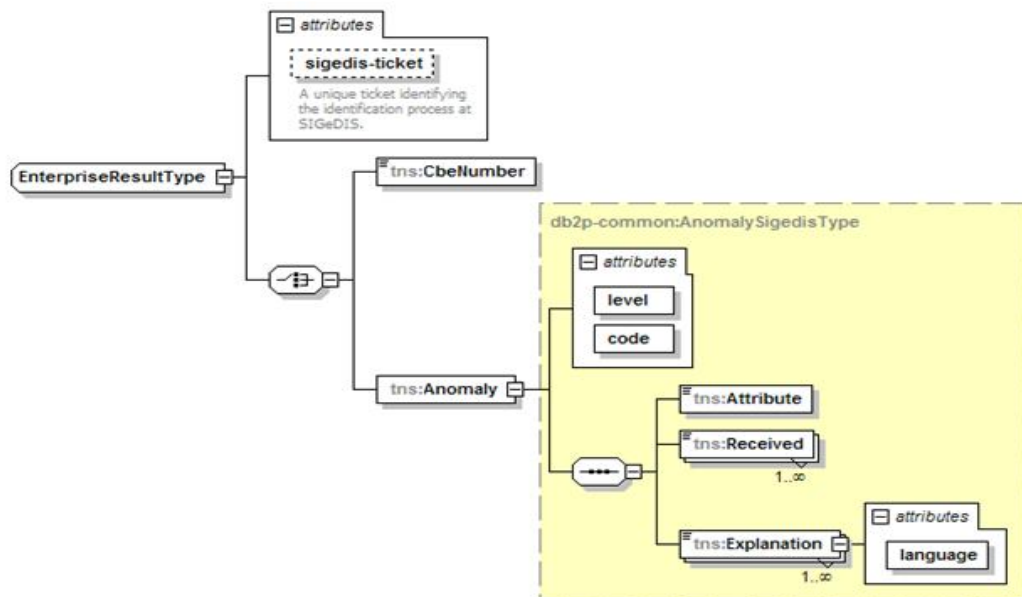 attributes
sigedis-ticket
A unique ticket identifying
the identification process at
SIGeDIS.
EnterpriseResultType
tns:CbeNumber
db2p-common:AnomalySigedisType
attributes
level
code
tns:Anomaly
tns:Attribute
tns:Received
1..∞
attributes
tns:Explanation
language
1..∞